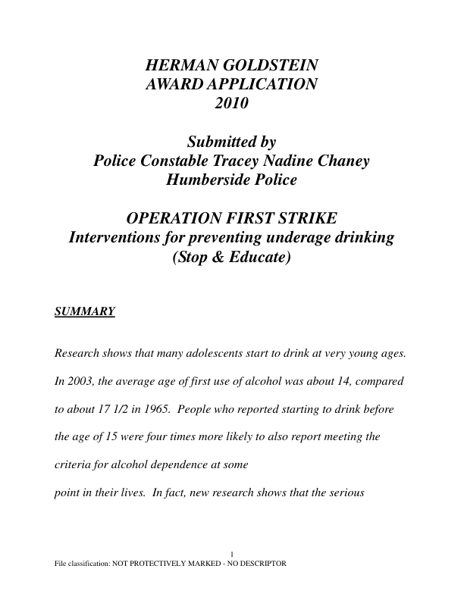 HERMAN GOLDSTEIN
AWARD APPLICATION
2010
Submitted by
Police Constable Tracey Nadine Chaney
Humberside Police
OPERATION FIRST STRIKE
Interventions for preventing underage drinking
(Stop & Educate)
SUMMARY
Research shows that many adolescents start to drink at very young ages.
In 2003, the average age of first use of alcohol was about 14, compared
to about 17 1/2 in 1965.  People who reported starting to drink before
the age of 15 were four times more likely to also report meeting the
criteria for alcohol dependence at some
point in their lives.  In fact, new research shows that the serious
1
File classification: NOT PROTECTIVELY MARKED - NO DESCRIPTOR